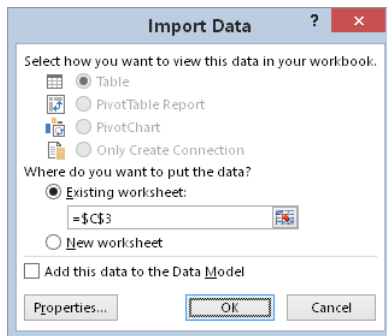 Import Data
?
×
Select how you want to view this data in your workbook.
Table
PivotTable Report
PivotChart
Only Create Connection
Where do you want to put the data?
Existing worksheet:
=$C$3
New worksheet
Add this data to the Data Model
Properties... OK Cancel